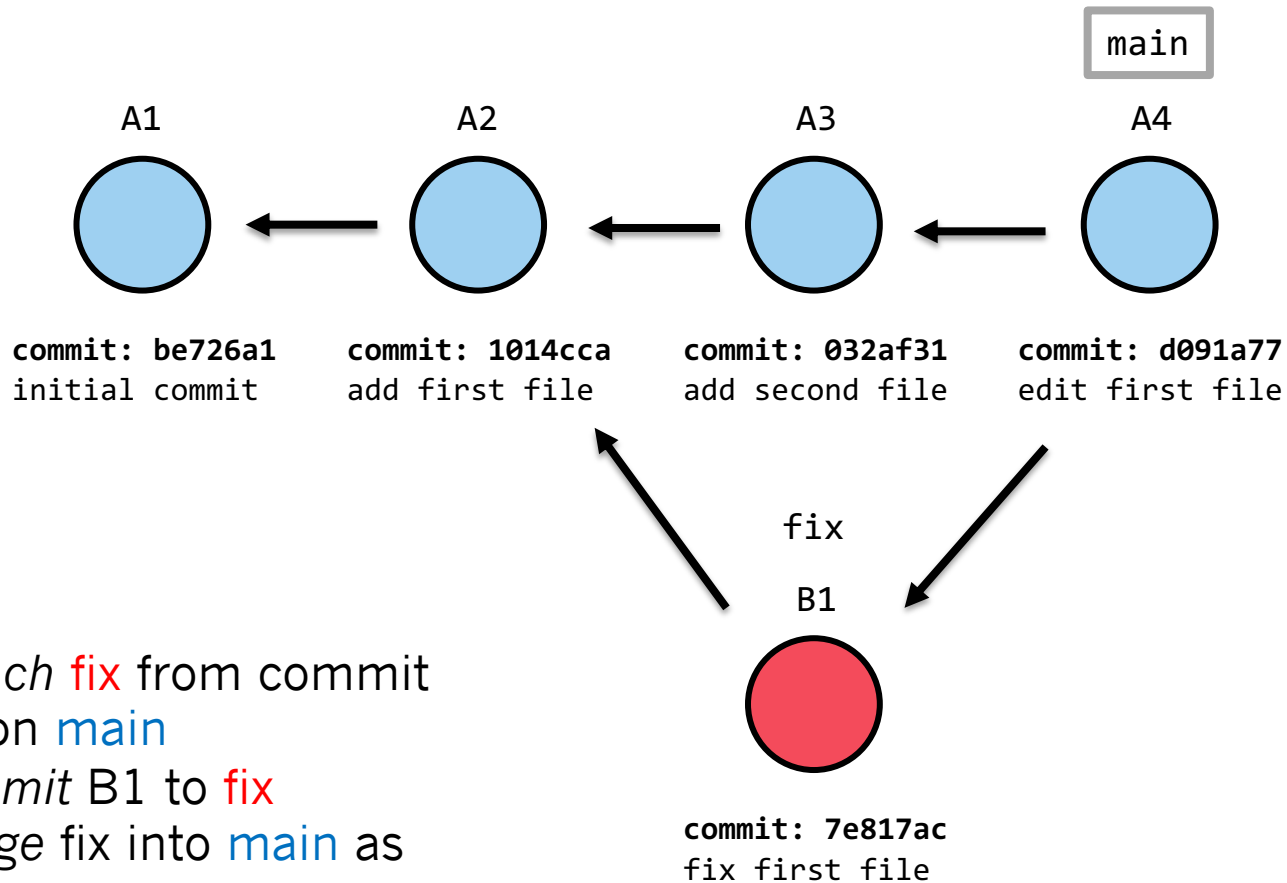 main
A1 A2 A3 A4
commit: be726a1 commit: 1014cca commit: 032af31 commit: d091a77
initial commit add first file add second file edit first file
fix
B1
ch fix from commit
on main
mit B1 to fix
ge fix into main as
commit: 7e817ac
fix first file